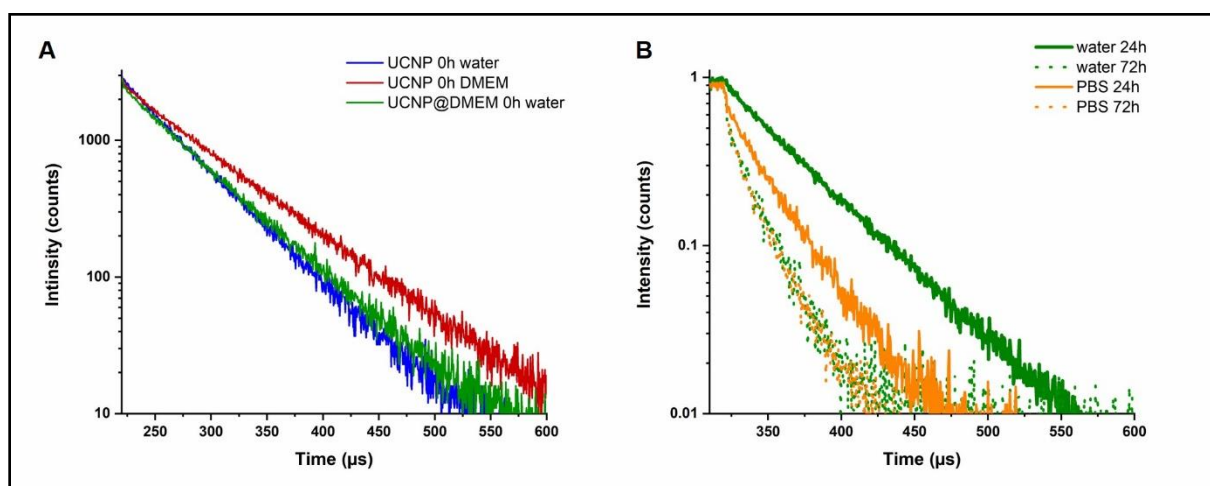 A
UCNP 0h water
UCNP 0h DMEM
UCNP@DMEM 0h water
Intinsity (counts)
1000
100
10
250 300 350 400 450 500 550 600
Time (µs)
B
water 24h
water 72h
PBS 24h
PBS 72h
Intensity (counts)
1
0.1
0.01
350 400 450 500 550 600
Time (µs)